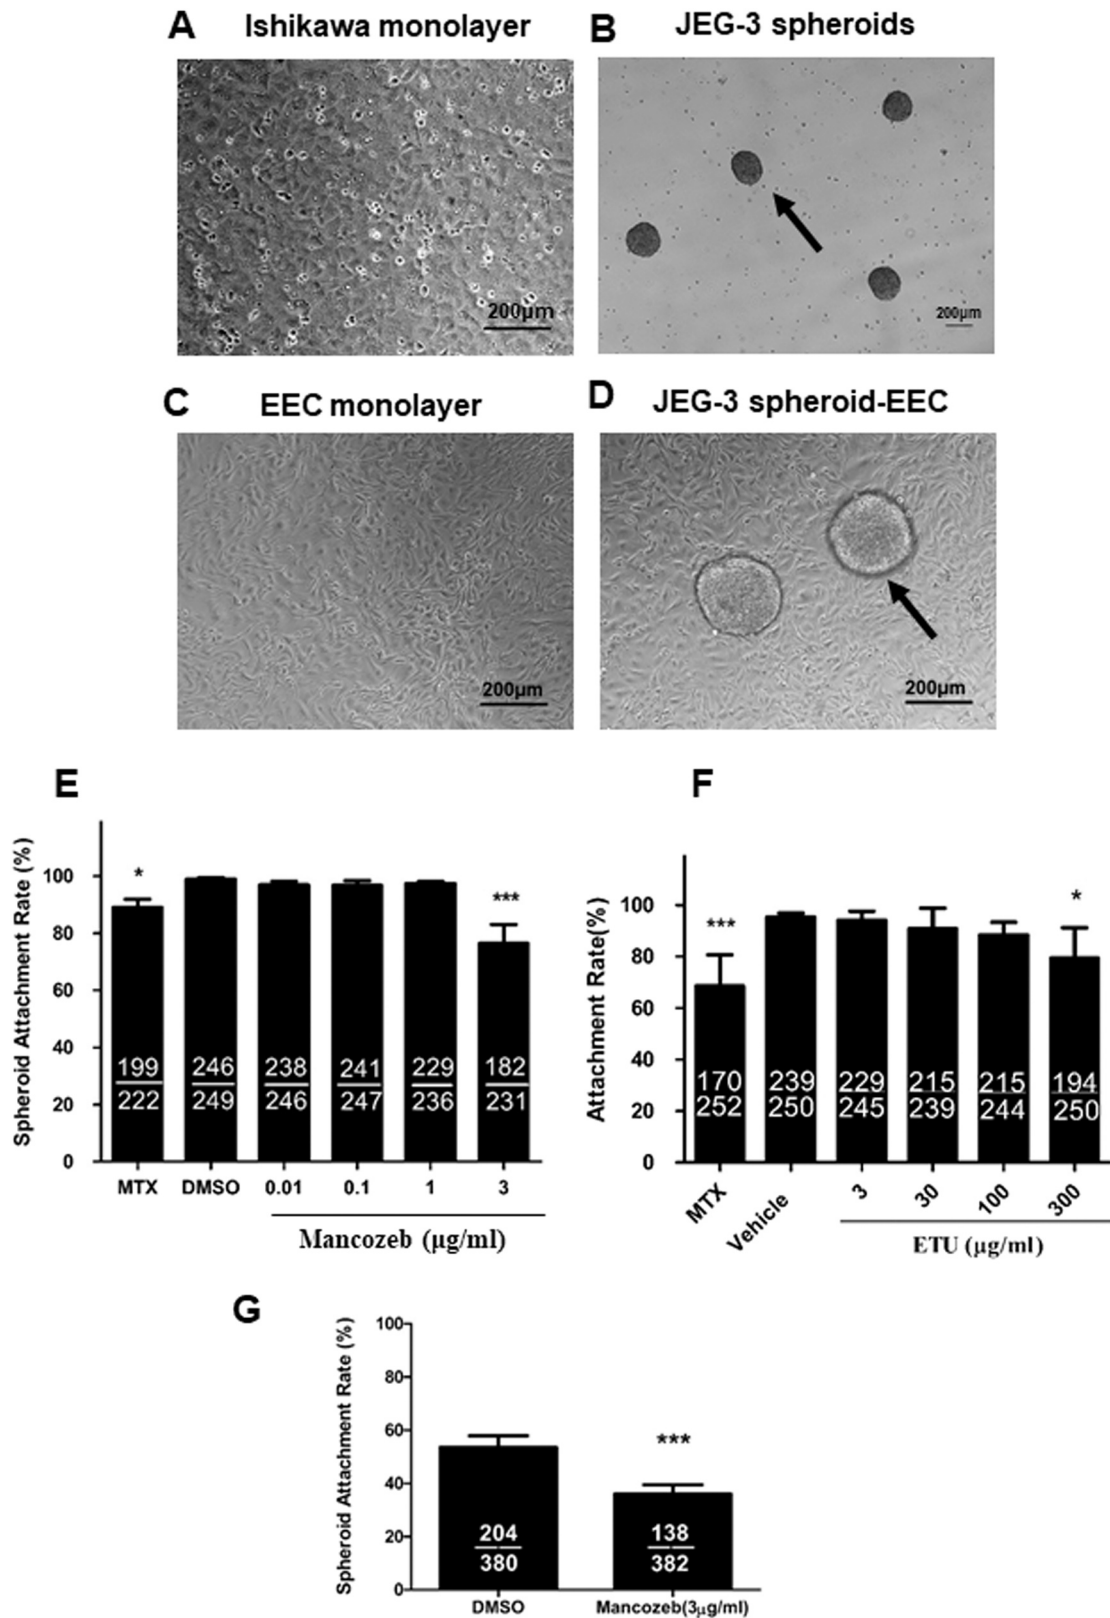 A Ishikawa monolayer
B JEG-3 spheroids
200µm
200µm
C EEC monolayer
D JEG-3 spheroid-EEC
200µm
200µm
E
Spheroid Attachment Rate (%)
100
80
60
40
20
0
*
***
199
222
246
249
238
246
241
247
229
236
182
231
MTX DMSO 0.01 0.1 1 3
Mancozeb (µg/ml)
F
Attachment Rate(%)
100
80
60
40
20
0
***
*
170
252
239
250
229
245
215
239
215
244
194
250
MTX Vehicle 3 30 100 300
ETU (µg/ml)
G
Spheroid Attachment Rate (%)
100
80
60
40
20
0
***
204
380
138
382
DMSO Mancozeb(3µg/ml)